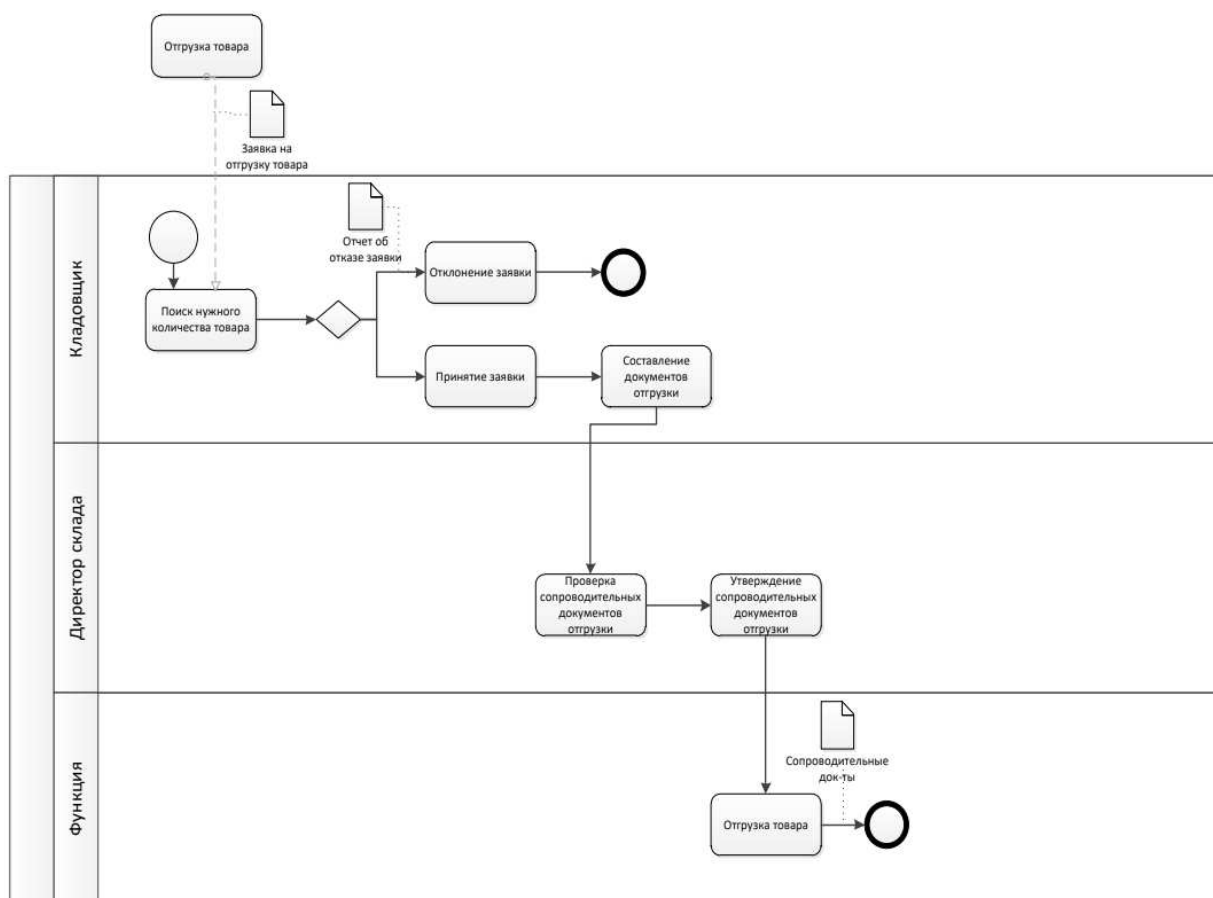 Отгрузка товара
Заявка на
отгрузку товара
Кладовщик
Отчет об
отказе заявки
Отклонение заявки
Поиск нужного
количества товара
Принятие заявки
Составление
документов
отгрузки
Директор склада
Проверка
сопроводительных
документов
отгрузки
Утверждение
сопроводительных
документов
отгрузки
Функция
Сопроводительные
док-ты
Отгрузка товара